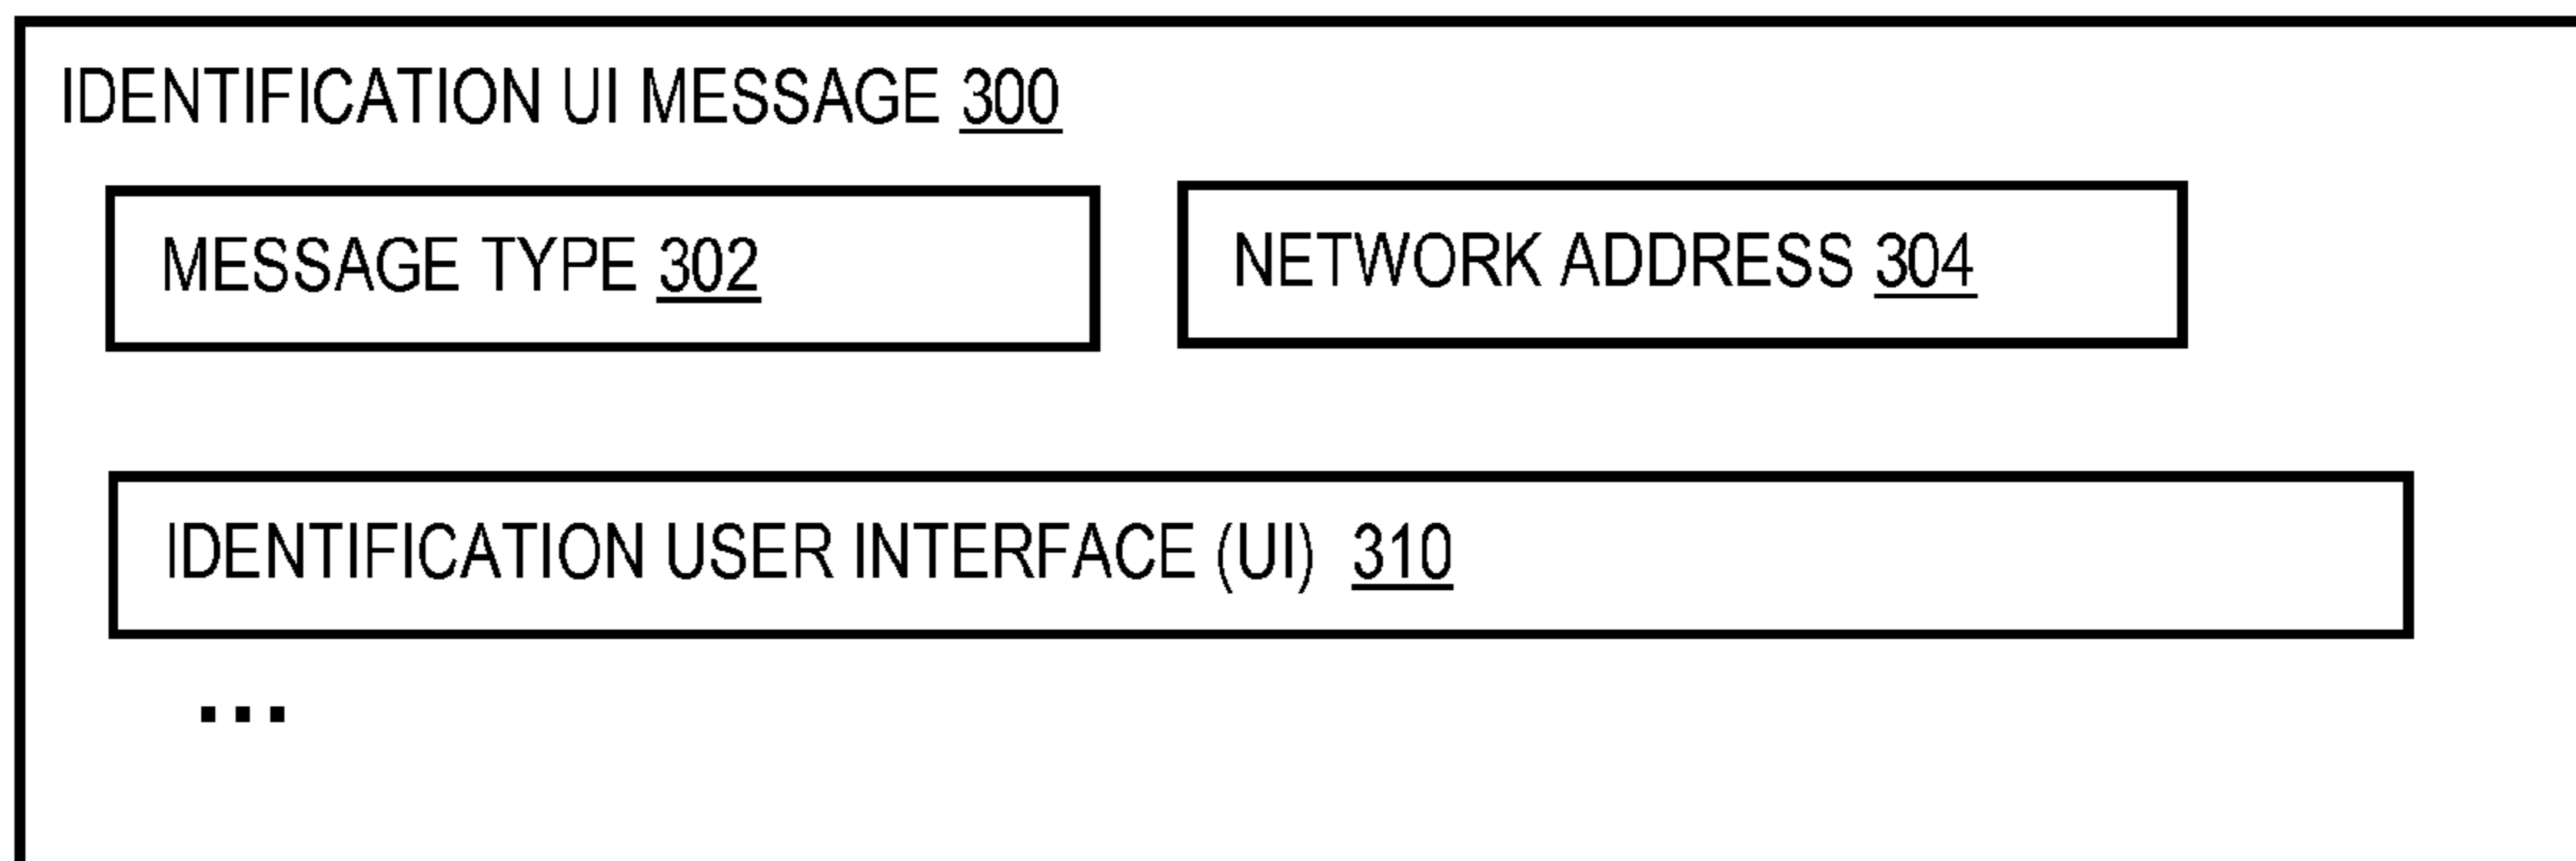 IDENTIFICATION UI MESSAGE 300
MESSAGE TYPE 302
NETWORK ADDRESS 304
IDENTIFICATION USER INTERFACE (UI) 310
...